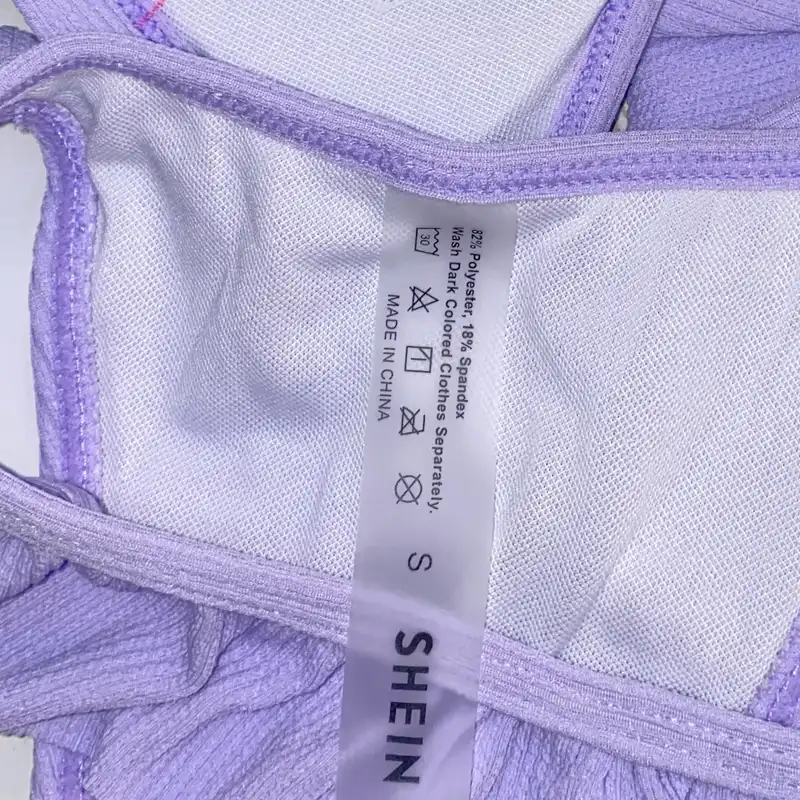 82% Polyester, 18% Spandex
Wash Dark Colored Clothes Separately.
30
MADE IN CHINA
S
SHEIN